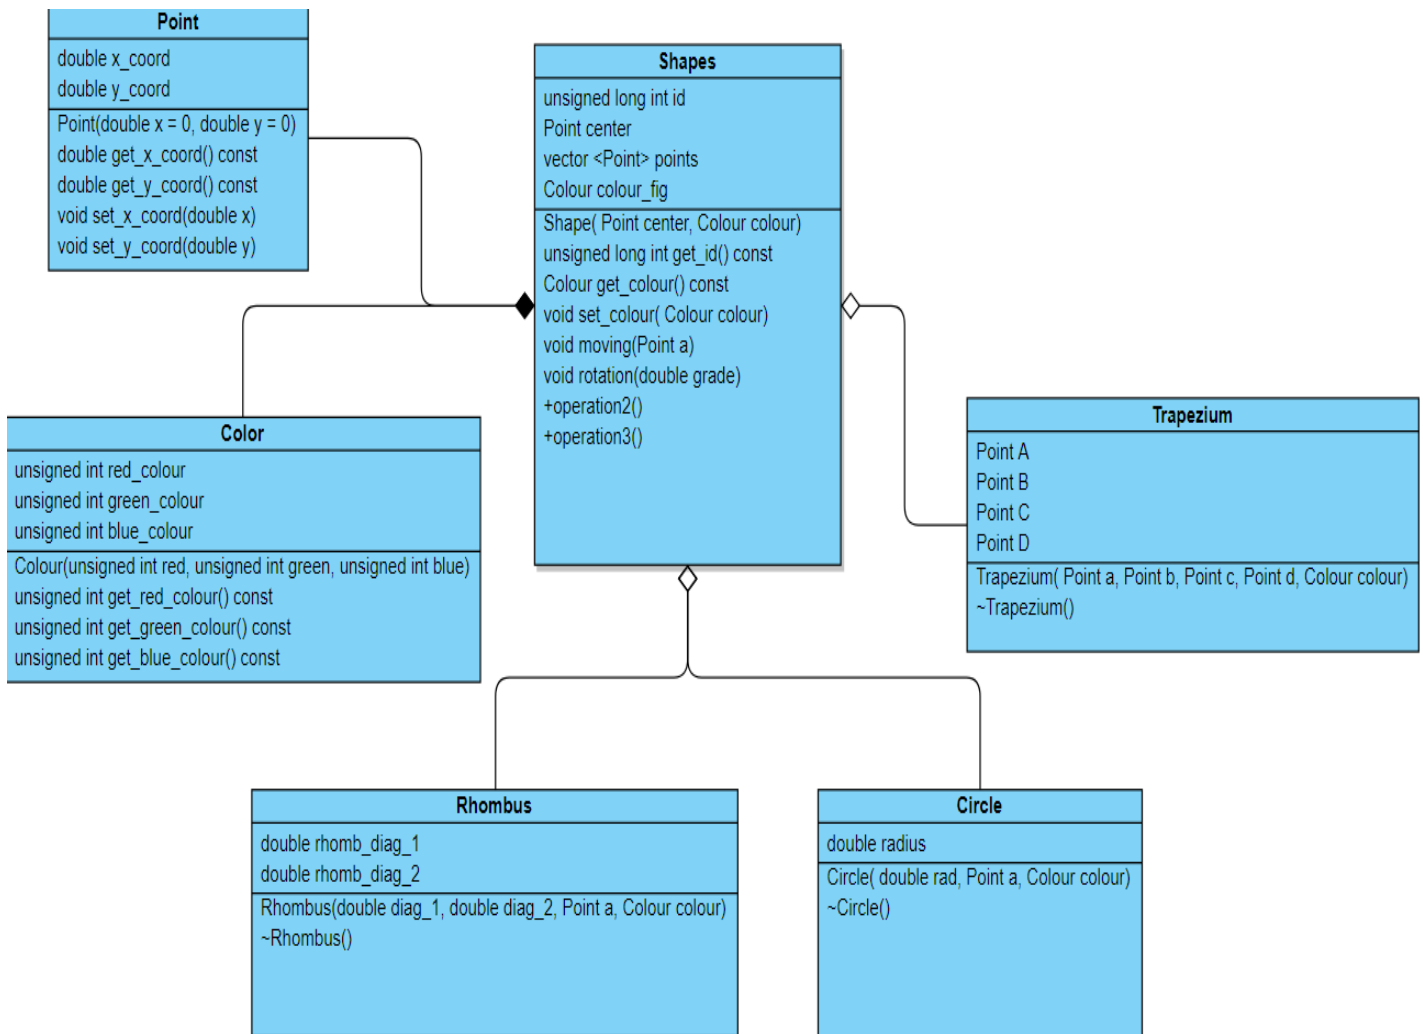 Point
double x_coord
double y_coord
Point(double x = 0, double y = 0)
double get_x_coord() const
double get_y_coord() const
void set_x_coord(double x)
void set_y_coord(double y)
Shapes
unsigned long int id
Point center
vector <Point> points
Colour colour_fig
Shape( Point center, Colour colour)
unsigned long int get_id() const
Colour get_colour() const
void set_colour( Colour colour)
void moving(Point a)
void rotation(double grade)
+operation2()
+operation3()
Color
unsigned int red_colour
unsigned int green_colour
unsigned int blue_colour
Colour(unsigned int red, unsigned int green, unsigned int blue)
unsigned int get_red_colour() const
unsigned int get_green_colour() const
unsigned int get_blue_colour() const
Trapezium
Point A
Point B
Point C
Point D
Trapezium( Point a, Point b, Point c, Point d, Colour colour)
~Trapezium()
Rhombus
double rhomb_diag_1
double rhomb_diag_2
Rhombus(double diag_1, double diag_2, Point a, Colour colour)
~Rhombus()
Circle
double radius
Circle( double rad, Point a, Colour colour)
~Circle()